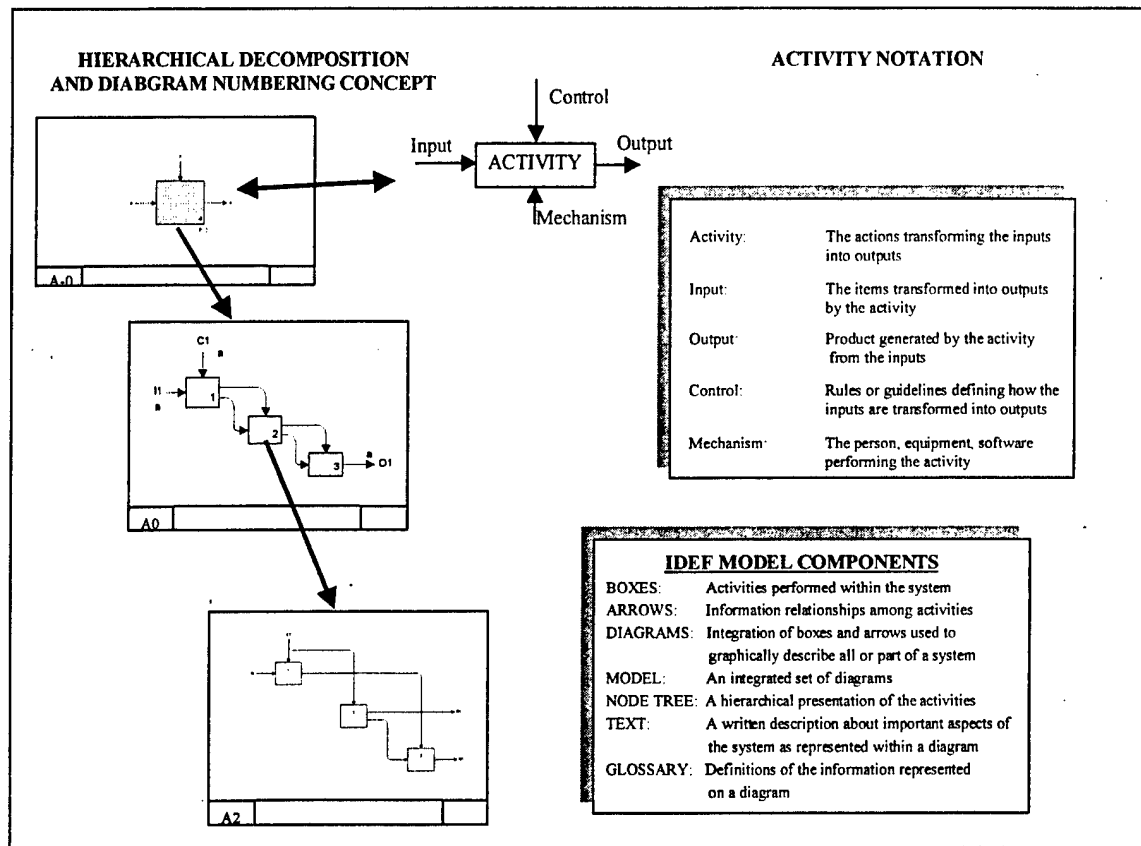 HIERARCHICAL DECOMPOSITION
AND DIABGRAM NUMBERING CONCEPT
ACTIVITY NOTATION
Control
Input
Output
ACTIVITY
Mechanism
A-0
C1
a
I1
a
1
2
3
a
O1
A0
A2
Activity: The actions transforming the inputs
into outputs
Input: The items transformed into outputs
by the activity
Output: Product generated by the activity
from the inputs
Control: Rules or guidelines defining how the
inputs are transformed into outputs
Mechanism: The person, equipment, software
performing the activity
IDEF MODEL COMPONENTS
BOXES: Activities performed within the system
ARROWS: Information relationships among activities
DIAGRAMS: Integration of boxes and arrows used to
graphically describe all or part of a system
MODEL: An integrated set of diagrams
NODE TREE: A hierarchical presentation of the activities
TEXT: A written description about important aspects of
the system as represented within a diagram
GLOSSARY: Definitions of the information represented
on a diagram